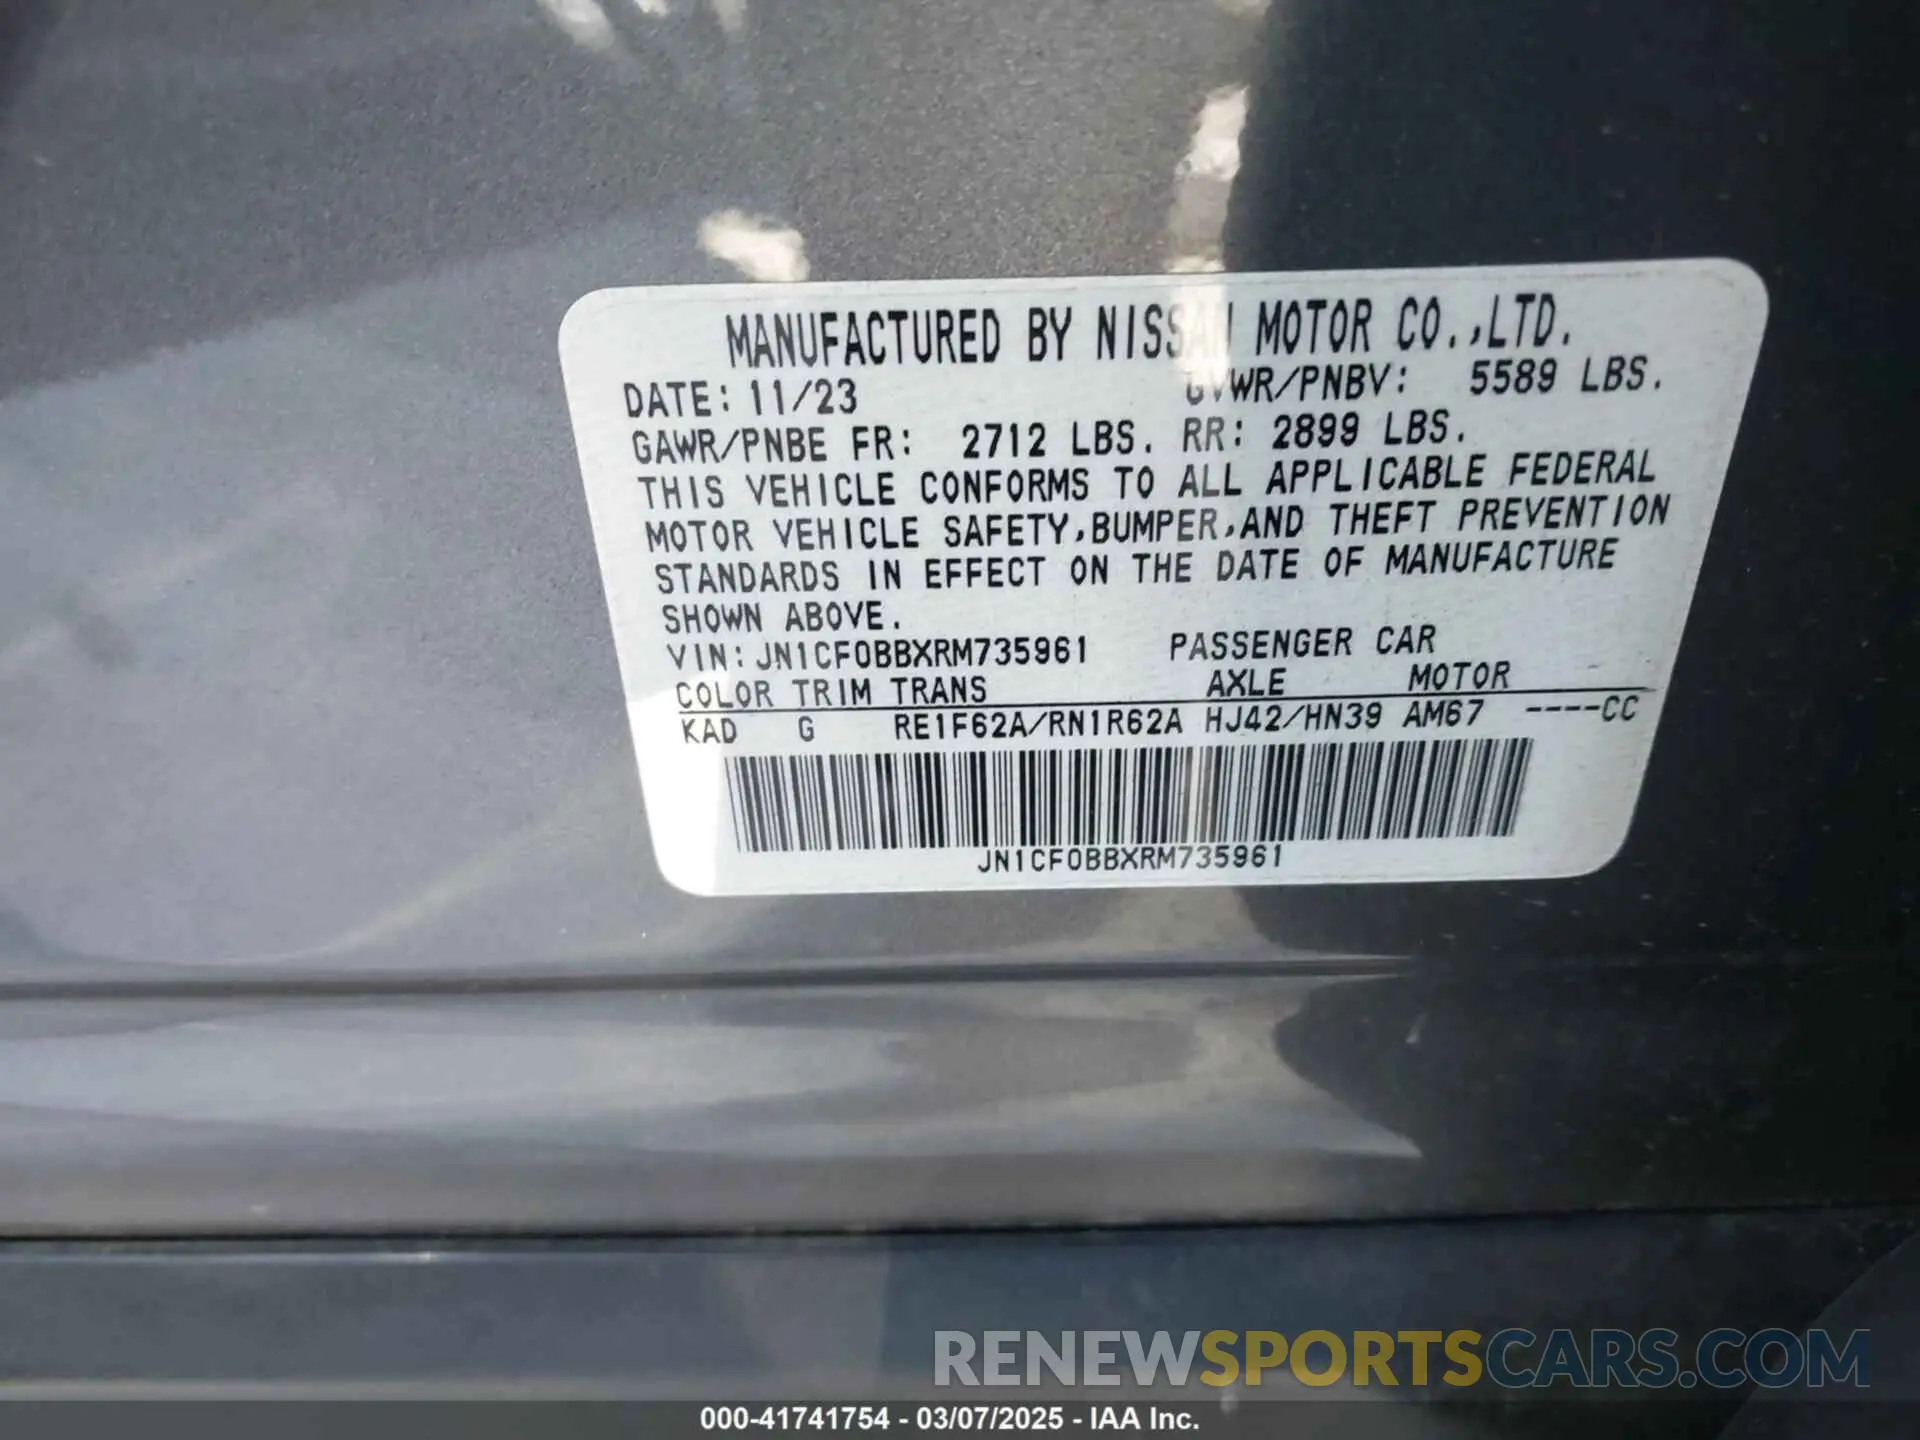 MANUFACTURED BY NISSAN MOTOR CO.,LTD.
DATE: 11/23 GVWR/PNBV: 5589 LBS.
GAWR/PNBE FR: 2712 LBS. RR: 2899 LBS.
THIS VEHICLE CONFORMS TO ALL APPLICABLE FEDERAL
MOTOR VEHICLE SAFETY,BUMPER,AND THEFT PREVENTION
STANDARDS IN EFFECT ON THE DATE OF MANUFACTURE
SHOWN ABOVE.
VIN: JN1CF0BBXRM735961 PASSENGER CAR
COLOR TRIM TRANS AXLE MOTOR
KAD G RE1F62A/RN1R62A HJ42/HN39 AM67 ----CC
JN1CF0BBXRM735961
RENEWSPORTSCARS.COM
000-41741754 - 03/07/2025 - IAA Inc.